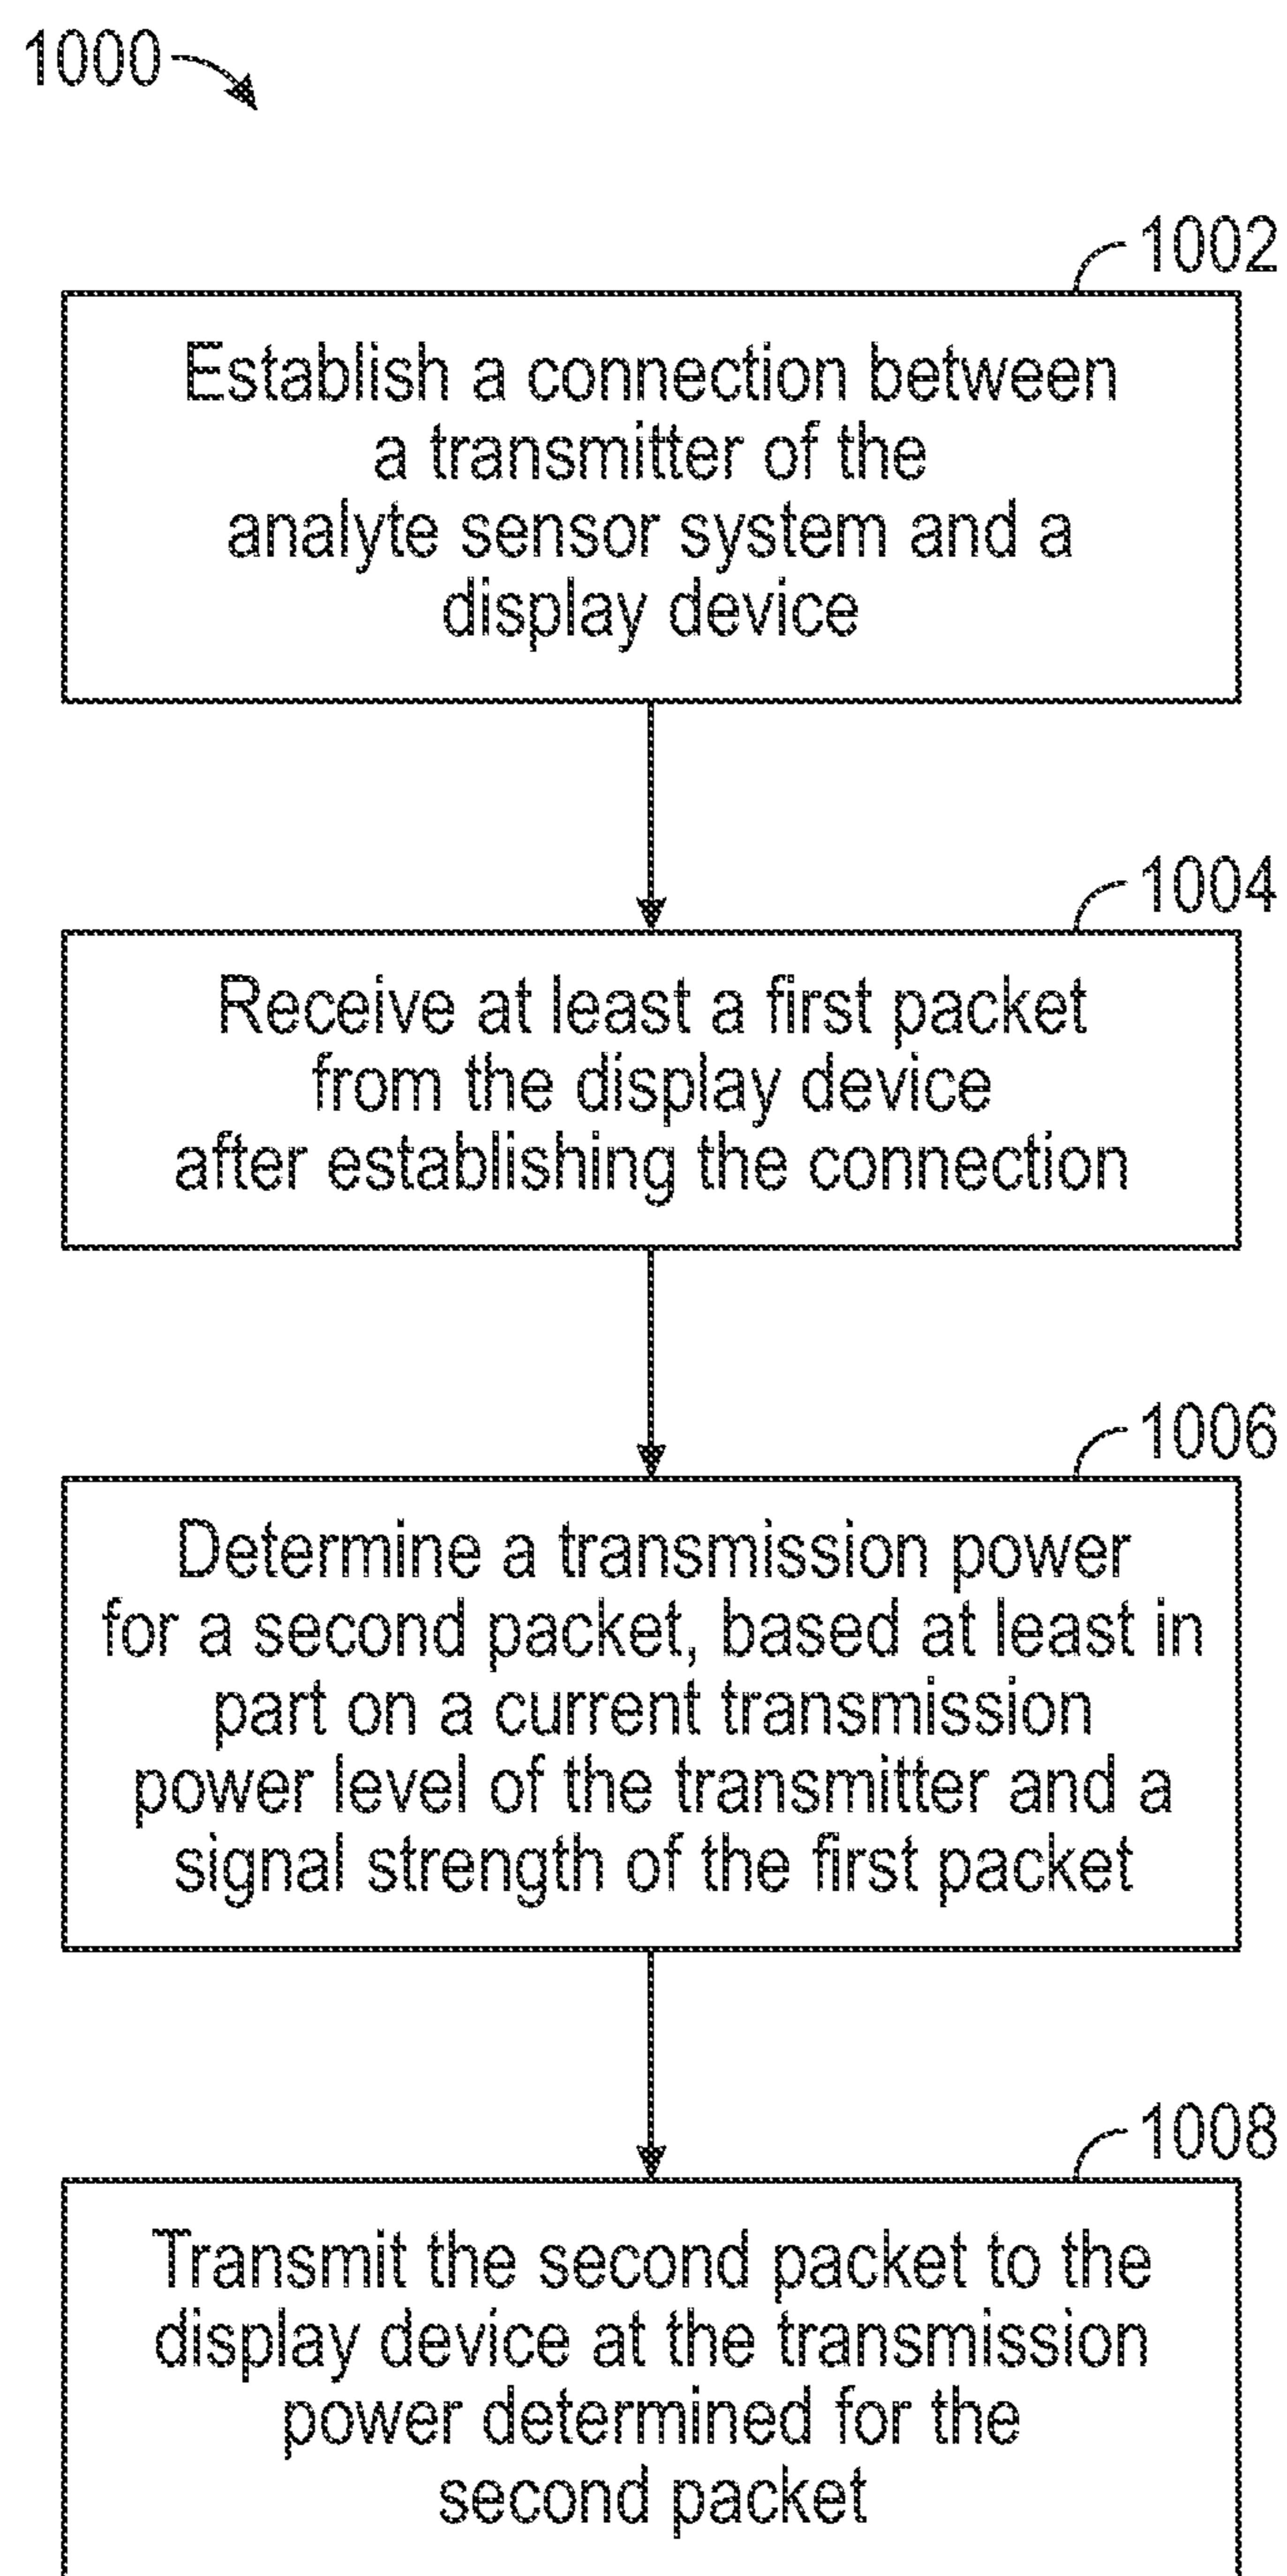 1000
1002
Establish a connection between
a transmitter of the
analyte sensor system and a
display device
1004
Receive at least a first packet
from the display device
after establishing the connection
1006
Determine a transmission power
for a second packet, based at least in
part on a current transmission
power level of the transmitter and a
signal strength of the first packet
1008
Transmit the second packet to the
display device at the transmission
power determined for the
second packet